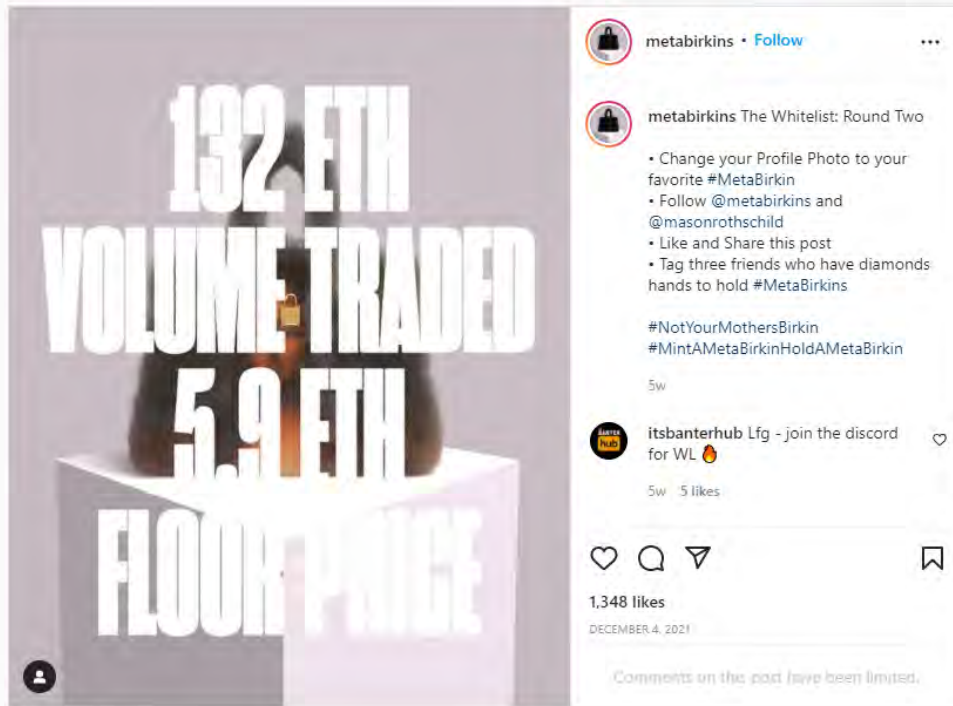 132 ETH
VOLUME TRADED
5.9 ETH
FLOOR PRICE
metabirkins • Follow
metabirkins The Whitelist: Round Two
• Change your Profile Photo to your
favorite #MetaBirkin
• Follow @metabirkins and
@masonrothschild
• Like and Share this post
• Tag three friends who have diamonds
hands to hold #MetaBirkins
#NotYourMothersBirkin
#MintAMetaBirkinHoldAMetaBirkin
5w
BANTER
hub
itsbanterhub Lfg - join the discord
for WL 🔥
5w 5 likes
1,348 likes
DECEMBER 4, 2021
Comments on this post have been limited.